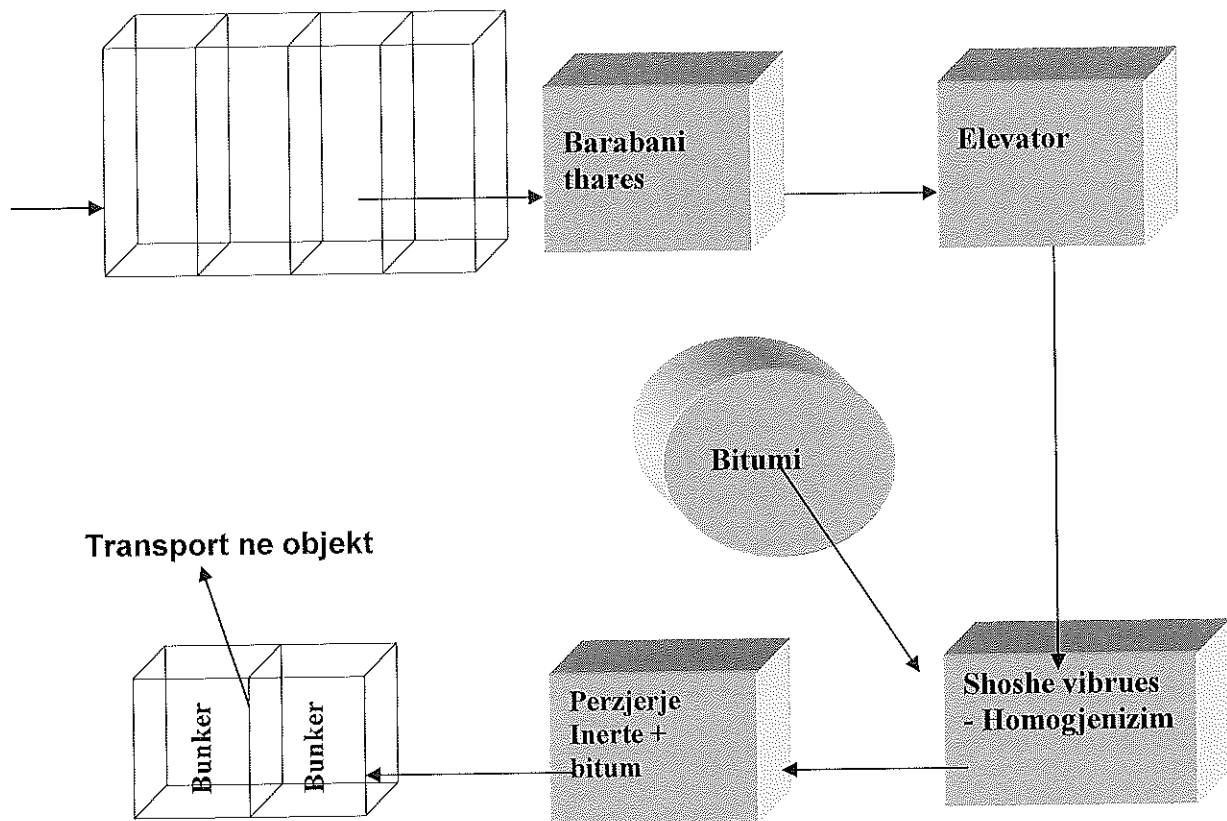 Barabani
thares
Elevator
Bitumi
Transport ne objekt
Bunker
Bunker
Perzjerje
Inerte +
bitum
Shoshe vibrues
- Homogjenizim